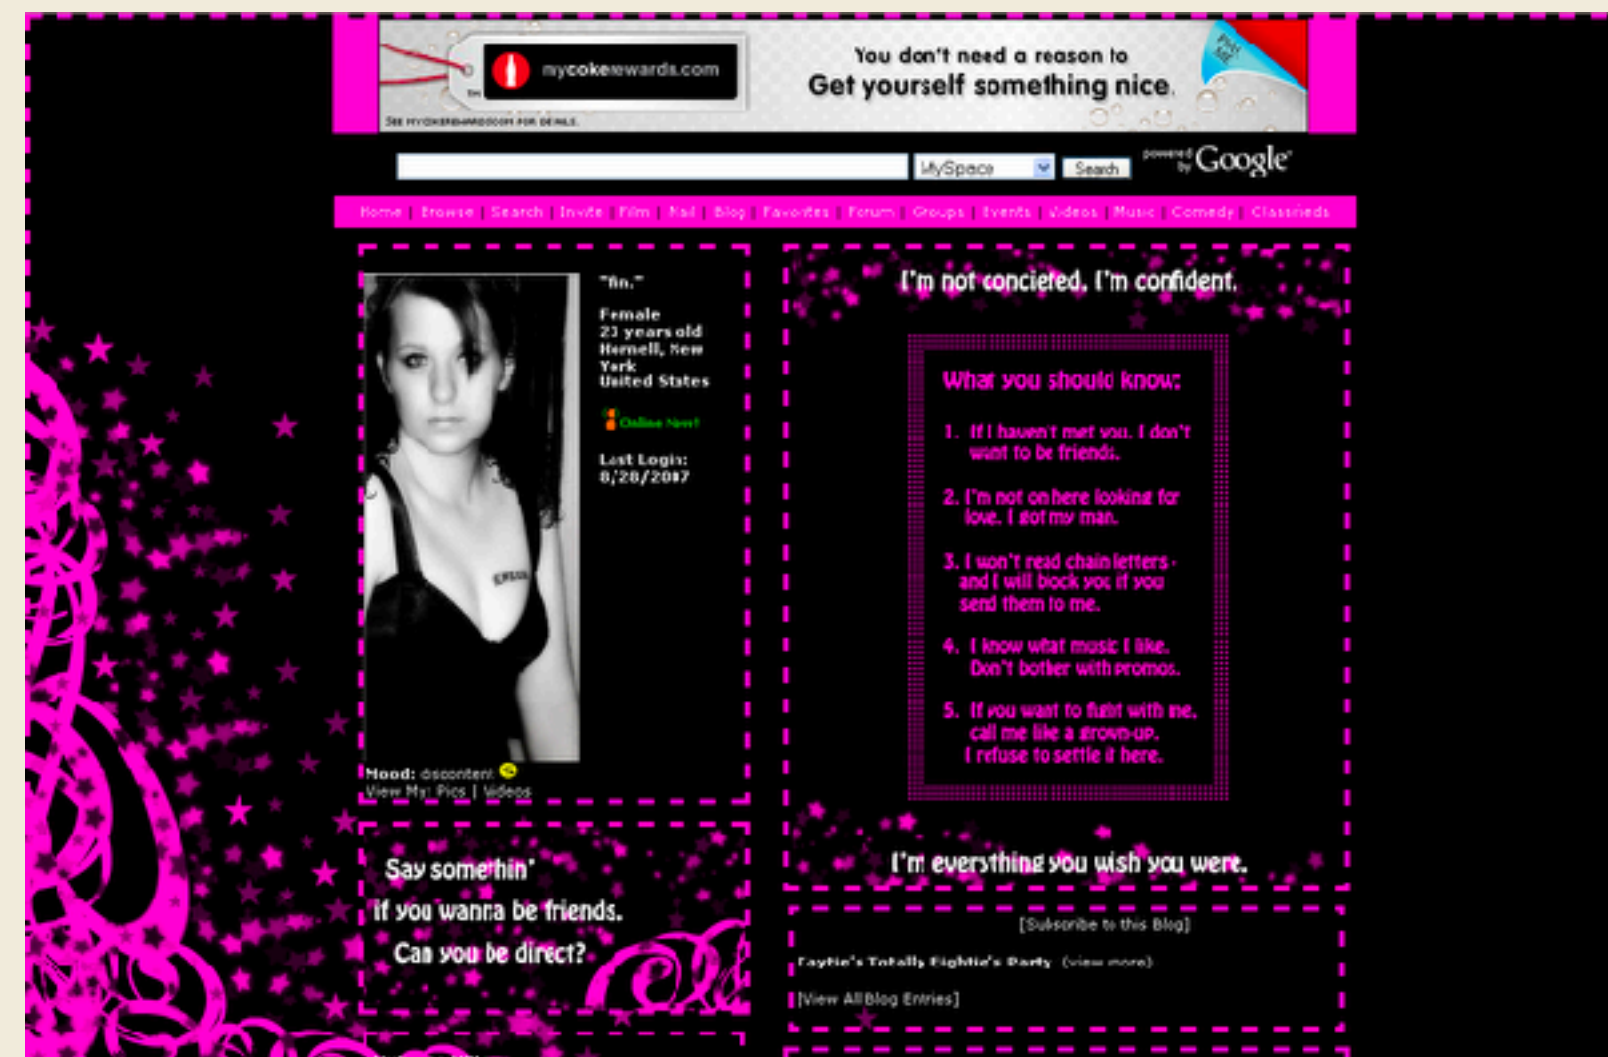 mycokerewards.com
You don't need a reason to
Get yourself something nice.
SEE MYCOKEREWARDS.COM FOR DETAILS.
MySpace
Search
powered by Google
Home | Browse | Search | Invite | Film | Mail | Blog | Favorites | Forum | Groups | Events | Videos | Music | Comedy | Classifieds
"fin."
Female
23 years old
Hornell, New
York
United States
Online Now!
Last Login:
8/28/2007
Mood: discontent
View My: Pics | Videos
Say somethin'
if you wanna be friends.
Can you be direct?
I'm not concieted. I'm confident.
What you should know:
1. If I haven't met you. I don't
want to be friends.
2. I'm not on here looking for
love. I got my man.
3. I won't read chain letters -
and I will block you if you
send them to me.
4. I know what music I like.
Don't bother with promos.
5. If you want to fight with me,
call me like a grown-up.
I refuse to settle it here.
I'm everything you wish you were.
[Subscribe to this Blog]
Totally Eightie's Party (view more)
[View All Blog Entries]